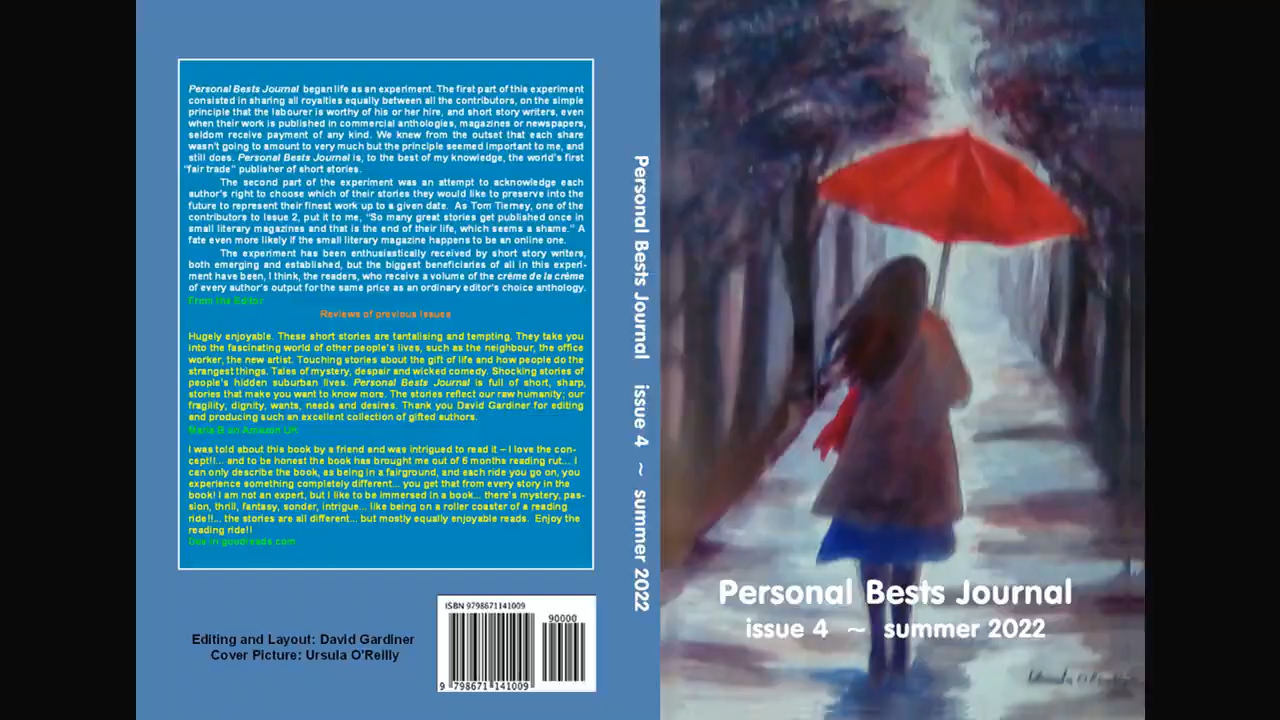 Personal Bests Journal began life as an experiment. The first part of this experiment
consisted in sharing all royalties equally between all the contributors, on the simple
principle that the labourer is worthy of his or her hire, and short story writers, even
when their work is published in commercial anthologies, magazines or newspapers,
seldom receive payment of any kind. We knew from the outset that each share
wasn't going to amount to very much but the principle seemed important to me, and
still does. Personal Bests Journal is, to the best of my knowledge, the world's first
"fair trade" publisher of short stories.
The second part of the experiment was an attempt to acknowledge each
author's right to choose which of their stories they would like to preserve into the
future to represent their finest work up to a given date. As Tom Tierney, one of the
contributors to Issue 2, put it to me, "So many great stories get published once in
small literary magazines and that is the end of their life, which seems a shame." A
fate even more likely if the small literary magazine happens to be an online one.
The experiment has been enthusiastically received by short story writers,
both emerging and established, but the biggest beneficiaries of all in this experi-
ment have been, I think, the readers, who receive a volume of the crème de la crème
of every author's output for the same price as an ordinary editor's choice anthology.
From the Editor
Reviews of previous issues
Hugely enjoyable. These short stories are tantalising and tempting. They take you
into the fascinating world of other people's lives, such as the neighbour, the office
worker, the new artist. Touching stories about the gift of life and how people do the
strangest things. Tales of mystery, despair and wicked comedy. Shocking stories of
people's hidden suburban lives. Personal Bests Journal is full of short, sharp,
stories that make you want to know more. The stories reflect our raw humanity; our
fragility, dignity, wants, needs and desires. Thank you David Gardiner for editing
and producing such an excellent collection of gifted authors.
Maria B on Amazon UK
I was told about this book by a friend and was intrigued to read it – I love the con-
cept!!... and to be honest the book has brought me out of 6 months reading rut... I
can only describe the book, as being in a fairground, and each ride you go on, you
experience something completely different... you get that from every story in the
book! I am not an expert, but I like to be immersed in a book... there's mystery, pas-
sion, thrill, fantasy, sonder, intrigue... like being on a roller coaster of a reading
ride!!... the stories are all different... but mostly equally enjoyable reads. Enjoy the
reading ride!!
goodreads.com
Editing and Layout: David Gardiner
Cover Picture: Ursula O'Reilly
ISBN 9798671141009
90000
9 798671 141009
Personal Bests Journal issue 4 ~ summer 2022
Personal Bests Journal
issue 4 ~ summer 2022